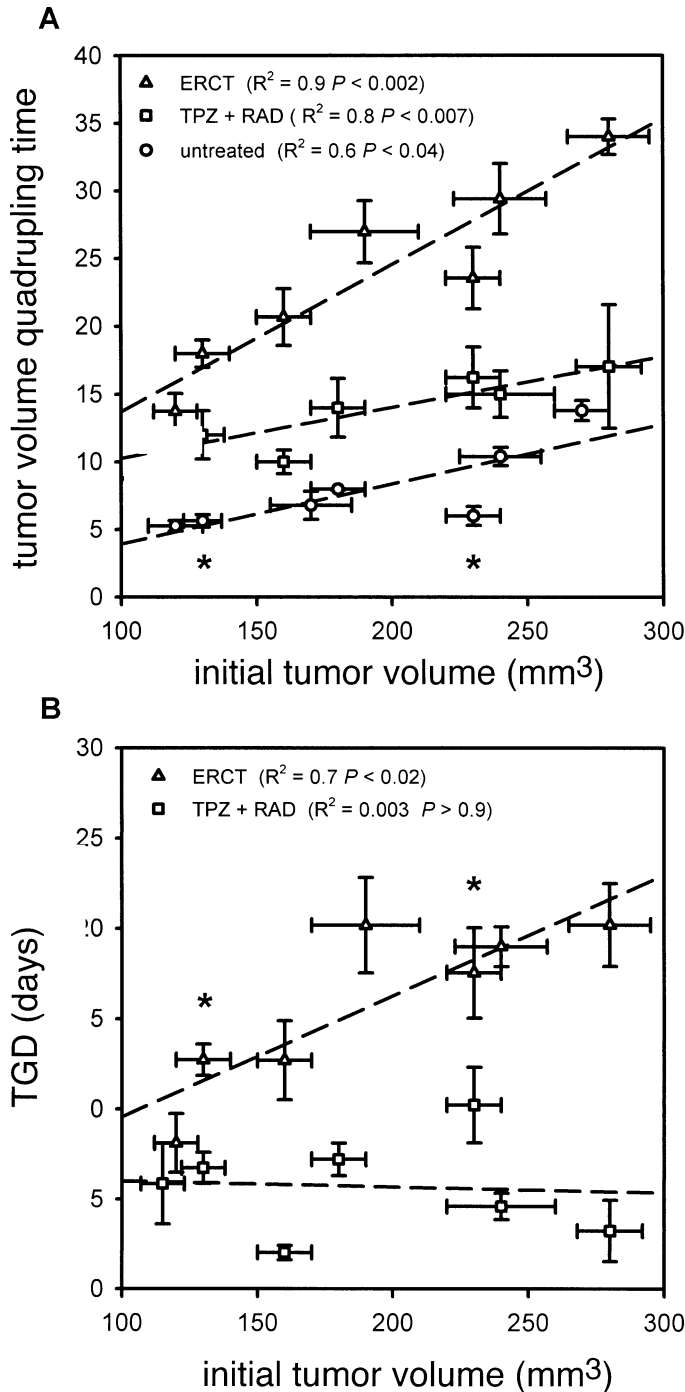 A
40
35
30
25
20
15
10
5
0
tumor volume quadrupling time
ERCT (R² = 0.9 P < 0.002)
TPZ + RAD ( R² = 0.8 P < 0.007)
untreated (R² = 0.6 P < 0.04)
*
*
100 150 200 250 300
initial tumor volume (mm³)
B
30
25
20
5
0
5
0
TGD (days)
ERCT (R² = 0.7 P < 0.02)
TPZ + RAD (R² = 0.003 P > 0.9)
*
*
100 150 200 250 300
initial tumor volume (mm³)